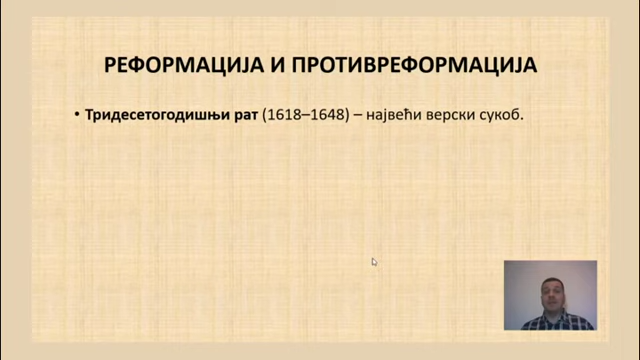 РЕФОРМАЦИЈА И ПРОТИВРЕФОРМАЦИЈА
• Тридесетогодишњи рат (1618–1648) – највећи верски сукоб.